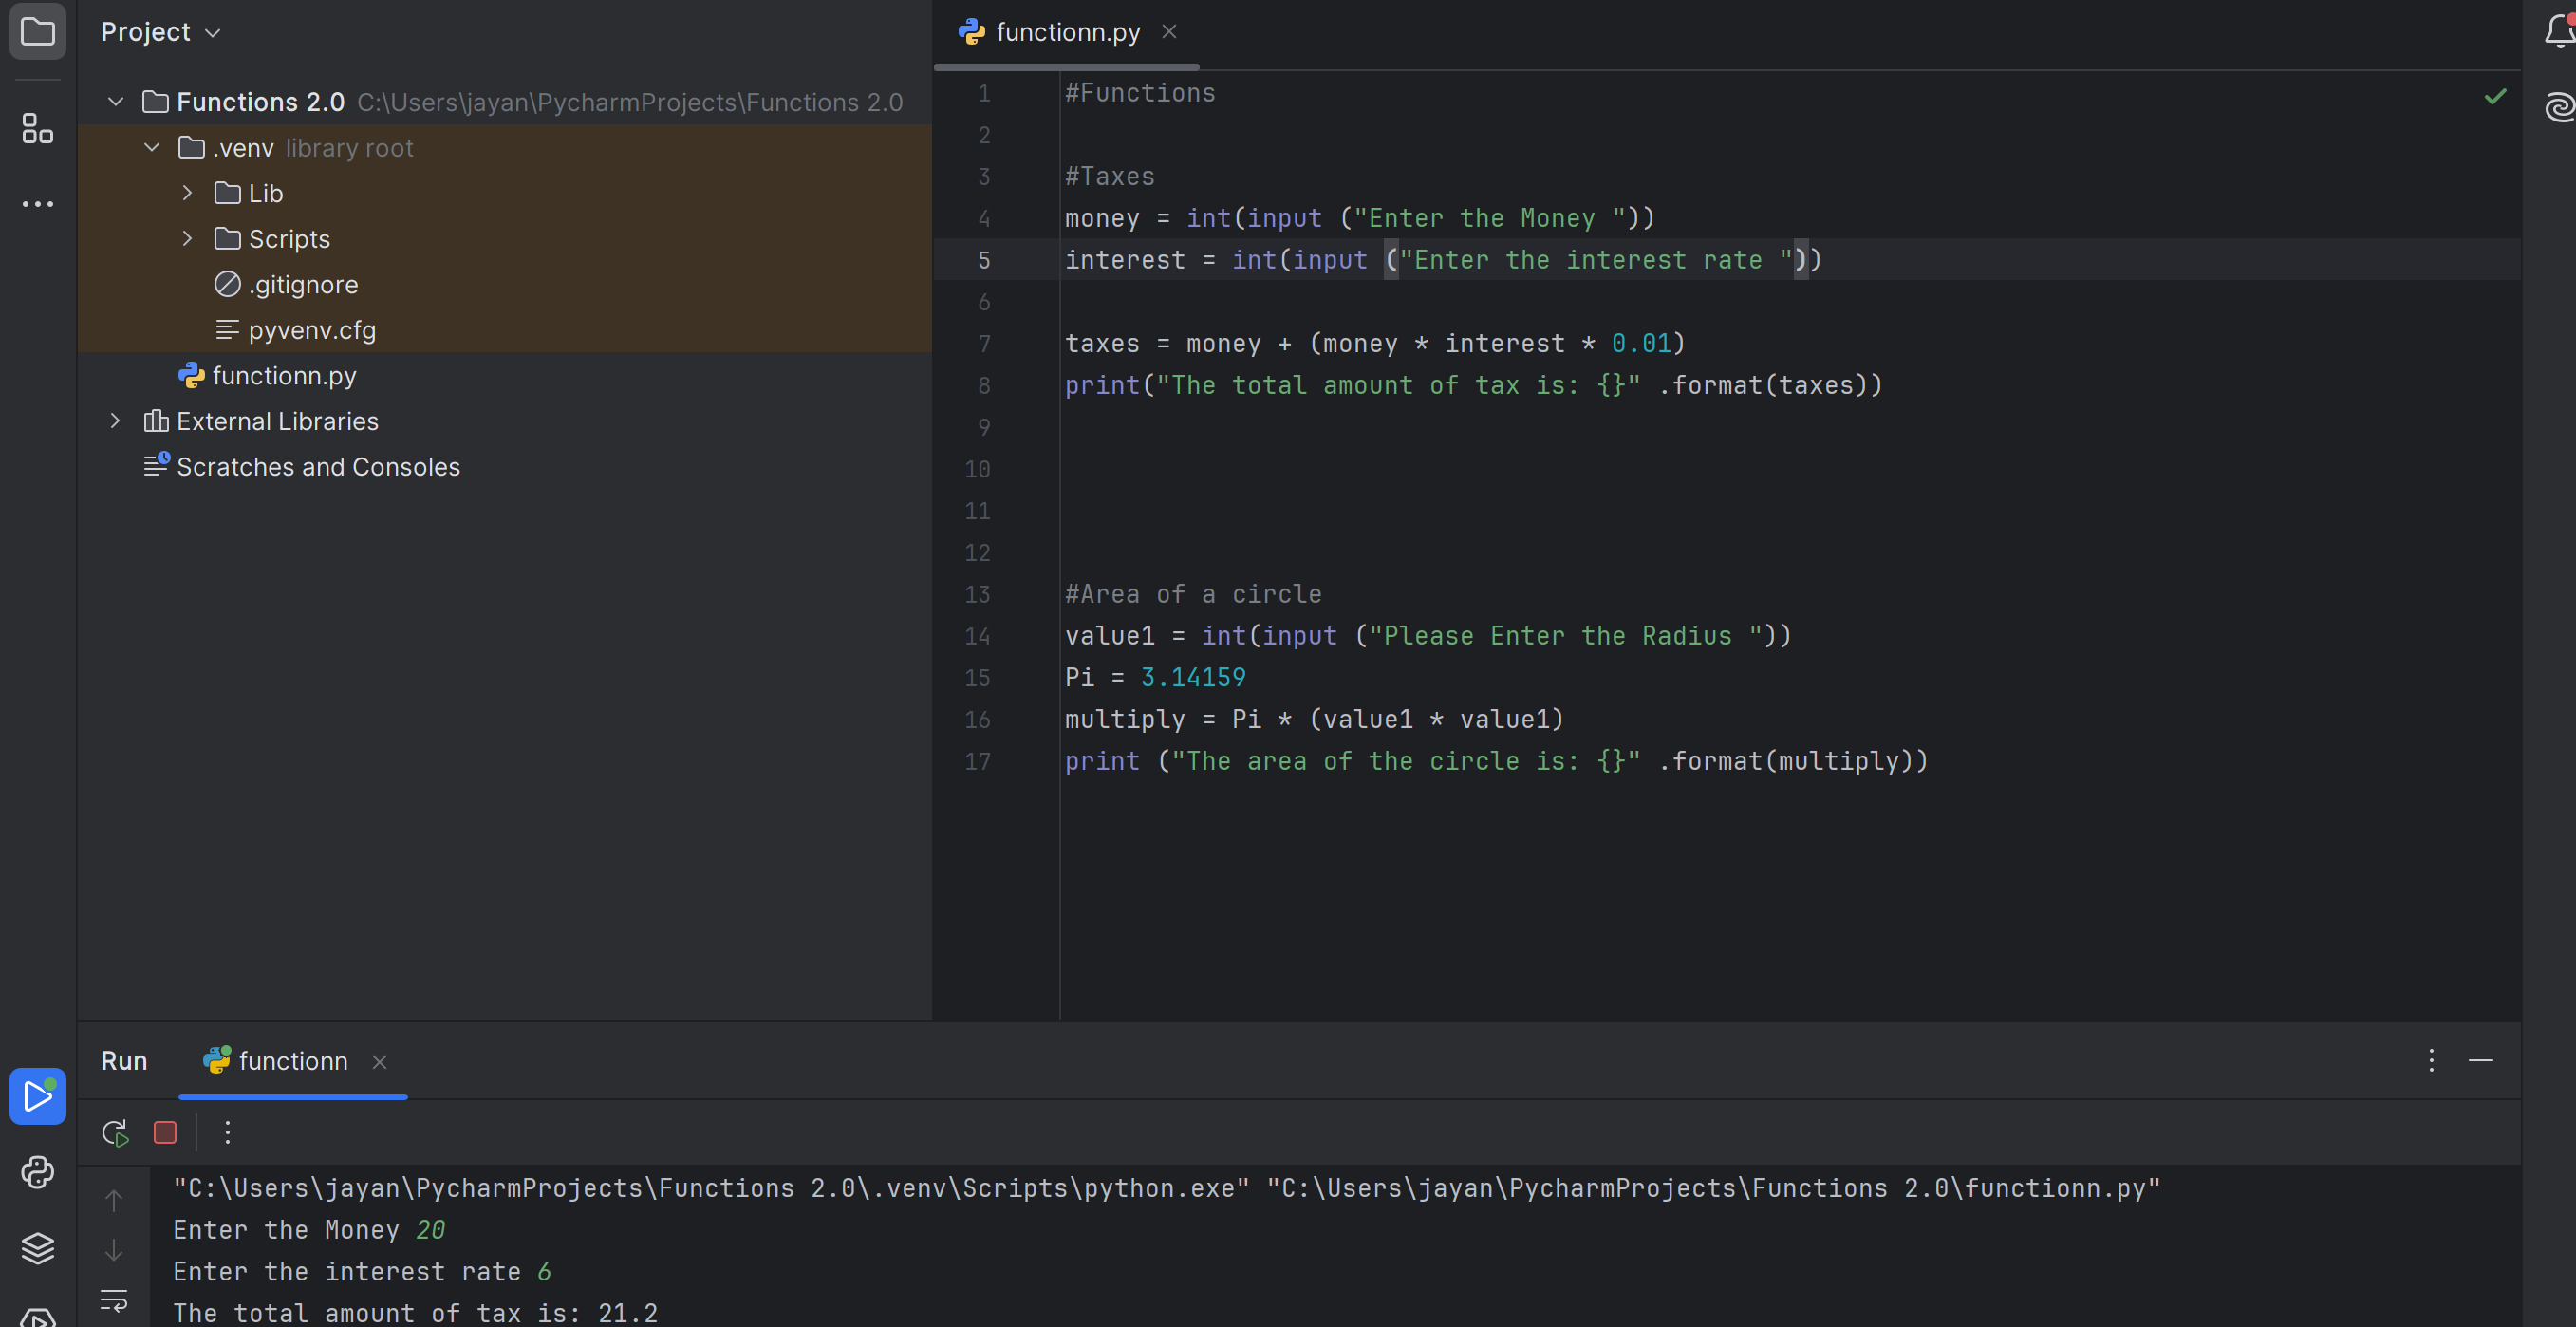 Project
Functions 2.0 C:\Users\jayan\PycharmProjects\Functions 2.0
.venv library root
Lib
Scripts
.gitignore
pyvenv.cfg
functionn.py
External Libraries
Scratches and Consoles
functionn.py
1 #Functions
2
3 #Taxes
4 money = int(input ("Enter the Money "))
5 interest = int(input ("Enter the interest rate "))
6
7 taxes = money + (money * interest * 0.01)
8 print("The total amount of tax is: {}" .format(taxes))
9
10
11
12
13 #Area of a circle
14 value1 = int(input ("Please Enter the Radius "))
15 Pi = 3.14159
16 multiply = Pi * (value1 * value1)
17 print ("The area of the circle is: {}" .format(multiply))
Run functionn
"C:\Users\jayan\PycharmProjects\Functions 2.0\.venv\Scripts\python.exe" "C:\Users\jayan\PycharmProjects\Functions 2.0\functionn.py"
Enter the Money 20
Enter the interest rate 6
The total amount of tax is: 21.2